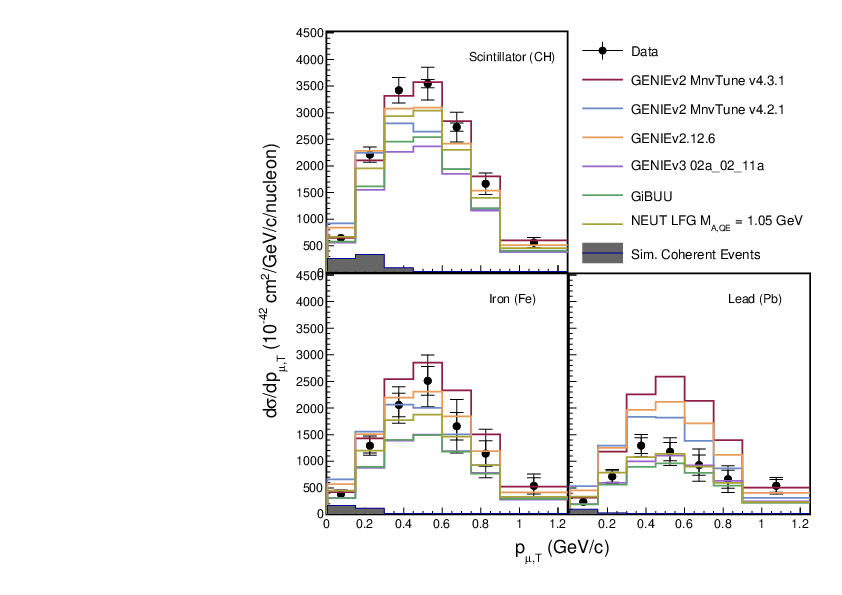 4500
4000
3500
3000
2500
2000
1500
1000
500
0
Scintillator (CH)
Data
GENIEv2 MnvTune v4.3.1
GENIEv2 MnvTune v4.2.1
GENIEv2.12.6
GENIEv3 02a_02_11a
GiBUU
NEUT LFG M_A,QE = 1.05 GeV
Sim. Coherent Events
dσ/dp_μ,T (10^-42 cm^2/GeV/c/nucleon)
4500
4000
3500
3000
2500
2000
1500
1000
500
0
Iron (Fe)
Lead (Pb)
0 0.2 0.4 0.6 0.8 1 1.2
0.2 0.4 0.6 0.8 1 1.2
p_μ,T (GeV/c)